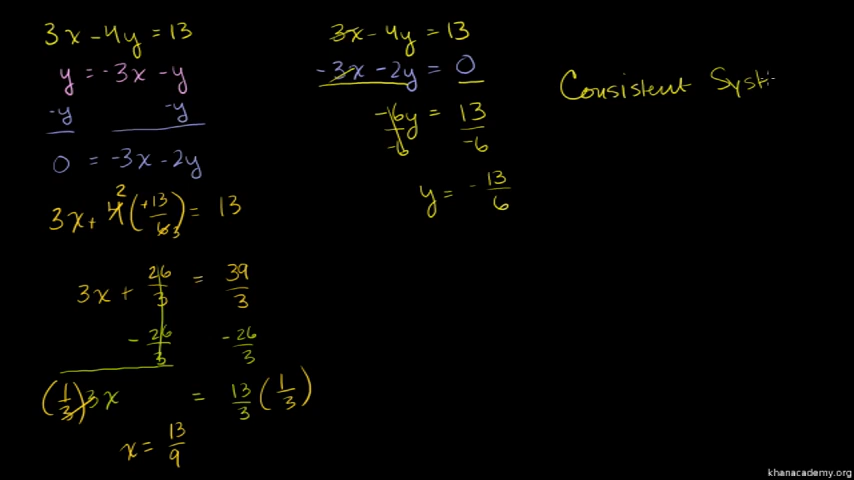 3x - 4y = 13
y = -3x - y
-y -y
0 = -3x - 2y
3x + 4 2 (+13/6 3) = 13
3x + 26/3 = 39/3
- 26/3 -26/3
(1/3) 3x = 13/3 (1/3)
x = 13/9
3x - 4y = 13
-3x - 2y = 0
-6y = 13
-6 -6
y = -13/6
Consistent Syst
khanacademy.org